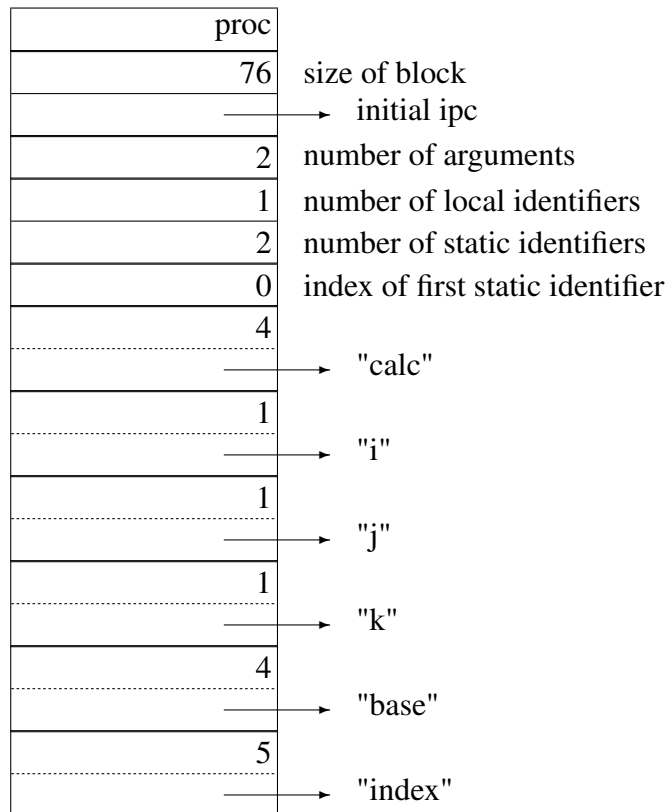 proc
76 size of block
initial ipc
2 number of arguments
1 number of local identifiers
2 number of static identifiers
0 index of first static identifier
4
"calc"
1
"i"
1
"j"
1
"k"
4
"base"
5
"index"